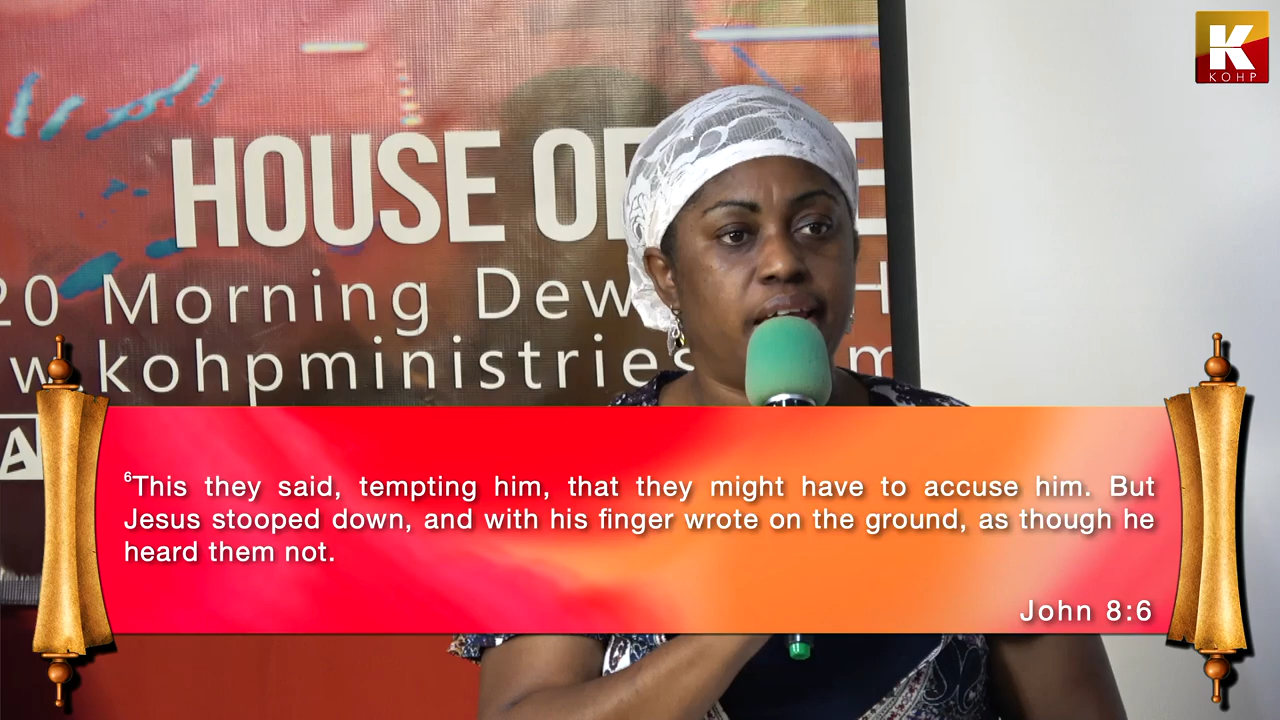 K
KOHP
HOUSE OF
20 Morning Dew H
w kohpministries m
A
6This they said, tempting him, that they might have to accuse him. But
Jesus stooped down, and with his finger wrote on the ground, as though he
heard them not.
John 8:6